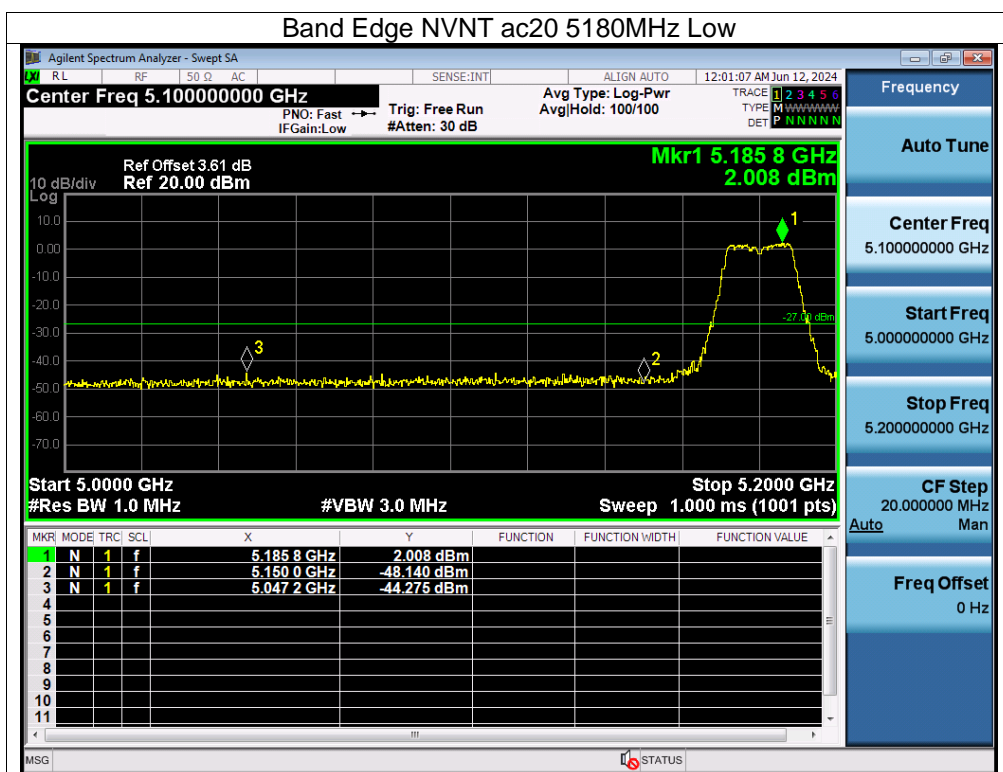 Band Edge NVNT ac20 5180MHz Low
Agilent Spectrum Analyzer - Swept SA
LXI RL RF 50 Ω AC SENSE:INT ALIGN AUTO 12:01:07 AM Jun 12, 2024
Center Freq 5.100000000 GHz
PNO: Fast
IFGain:Low
Trig: Free Run
#Atten: 30 dB
Avg Type: Log-Pwr
Avg|Hold: 100/100
TRACE 1 2 3 4 5 6
TYPE M WWWWW
DET P N N N N N
Ref Offset 3.61 dB
10 dB/div Ref 20.00 dBm
Log
Mkr1 5.185 8 GHz
2.008 dBm
10.0
0.00
-10.0
-20.0
-30.0
-40.0
-50.0
-60.0
-70.0
1
-27.00 dBm
3
2
Start 5.0000 GHz Stop 5.2000 GHz
#Res BW 1.0 MHz #VBW 3.0 MHz Sweep 1.000 ms (1001 pts)
MKR MODE TRC SCL X Y FUNCTION FUNCTION WIDTH FUNCTION VALUE
1 N 1 f 5.185 8 GHz 2.008 dBm
2 N 1 f 5.150 0 GHz -48.140 dBm
3 N 1 f 5.047 2 GHz -44.275 dBm
4
5
6
7
8
9
10
11
MSG STATUS
Frequency
Auto Tune
Center Freq
5.100000000 GHz
Start Freq
5.000000000 GHz
Stop Freq
5.200000000 GHz
CF Step
20.000000 MHz
Auto Man
Freq Offset
0 Hz